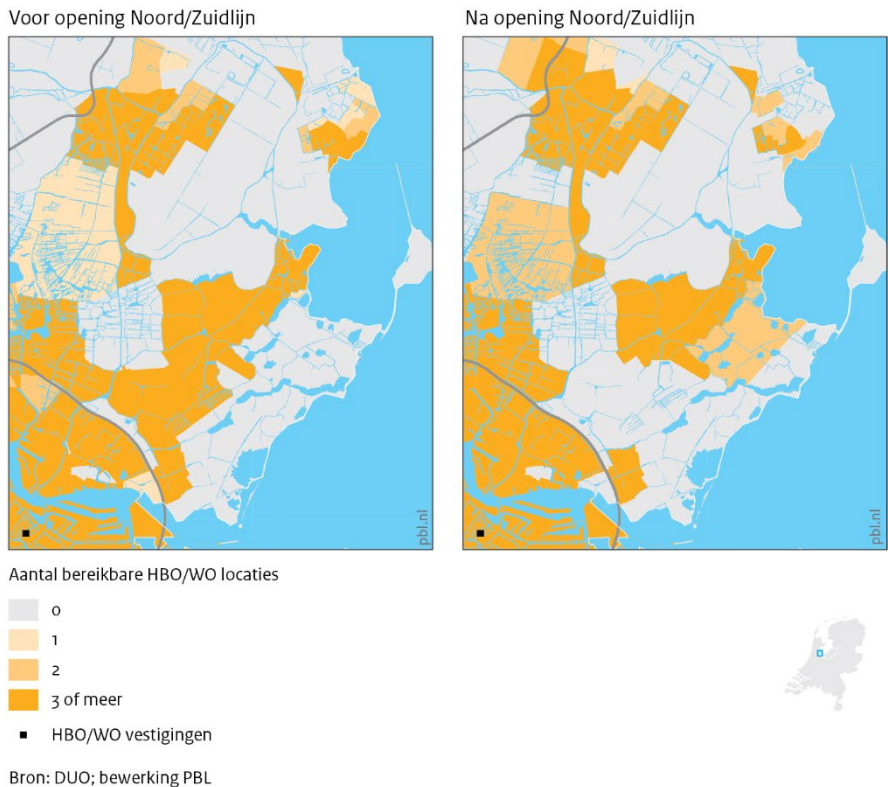 Voor opening Noord/Zuidlijn
Na opening Noord/Zuidlijn
pbl.nl
pbl.nl
Aantal bereikbare HBO/WO locaties
0
1
2
3 of meer
HBO/WO vestigingen
Bron: DUO; bewerking PBL